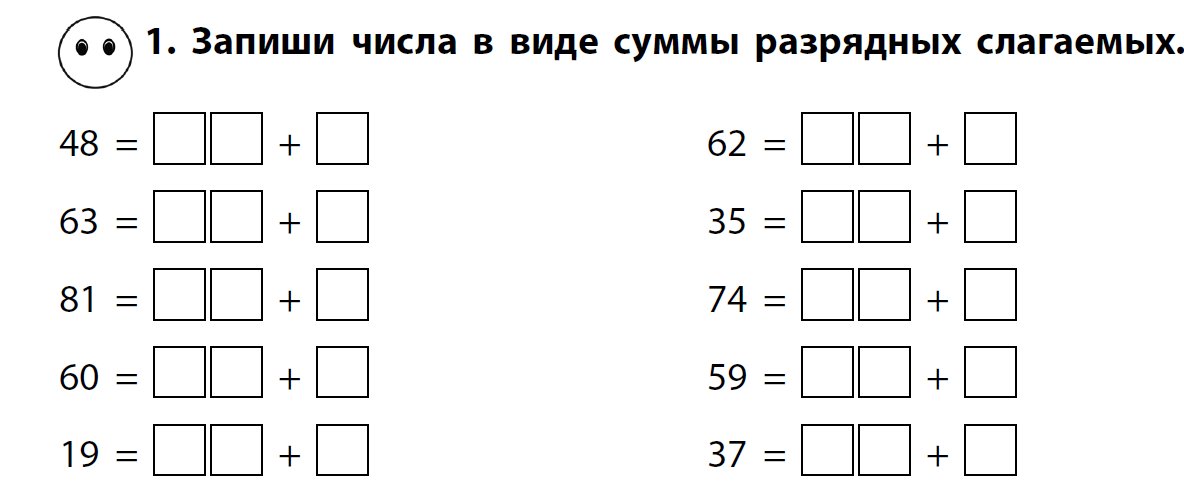 1. Запиши числа в виде суммы разрядных слагаемых.
48 = + 62 = +
63 = + 35 = +
81 = + 74 = +
60 = + 59 = +
19 = + 37 = +